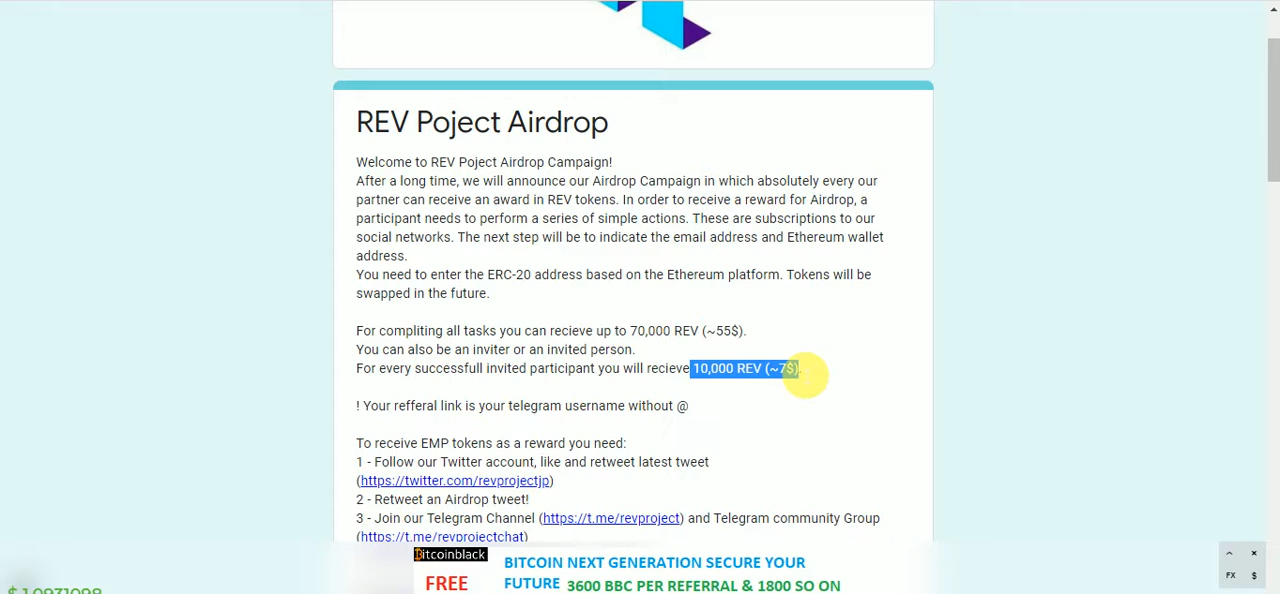 REV Poject Airdrop
Welcome to REV Poject Airdrop Campaign!
After a long time, we will announce our Airdrop Campaign in which absolutely every our
partner can receive an award in REV tokens. In order to receive a reward for Airdrop, a
participant needs to perform a series of simple actions. These are subscriptions to our
social networks. The next step will be to indicate the email address and Ethereum wallet
address.
You need to enter the ERC-20 address based on the Ethereum platform. Tokens will be
swapped in the future.
For compliting all tasks you can recieve up to 70,000 REV (~55$).
You can also be an inviter or an invited person.
For every successfull invited participant you will recieve 10,000 REV (~7$).
! Your refferal link is your telegram username without @
To receive EMP tokens as a reward you need:
1 - Follow our Twitter account, like and retweet latest tweet
(https://twitter.com/revprojectjp)
2 - Retweet an Airdrop tweet!
3 - Join our Telegram Channel (https://t.me/revproject) and Telegram community Group
(https://t.me/revprojectchat)
Bitcoinblack
FREE
BITCOIN NEXT GENERATION SECURE YOUR
FUTURE 3600 BBC PER REFERRAL & 1800 SO ON
FX $